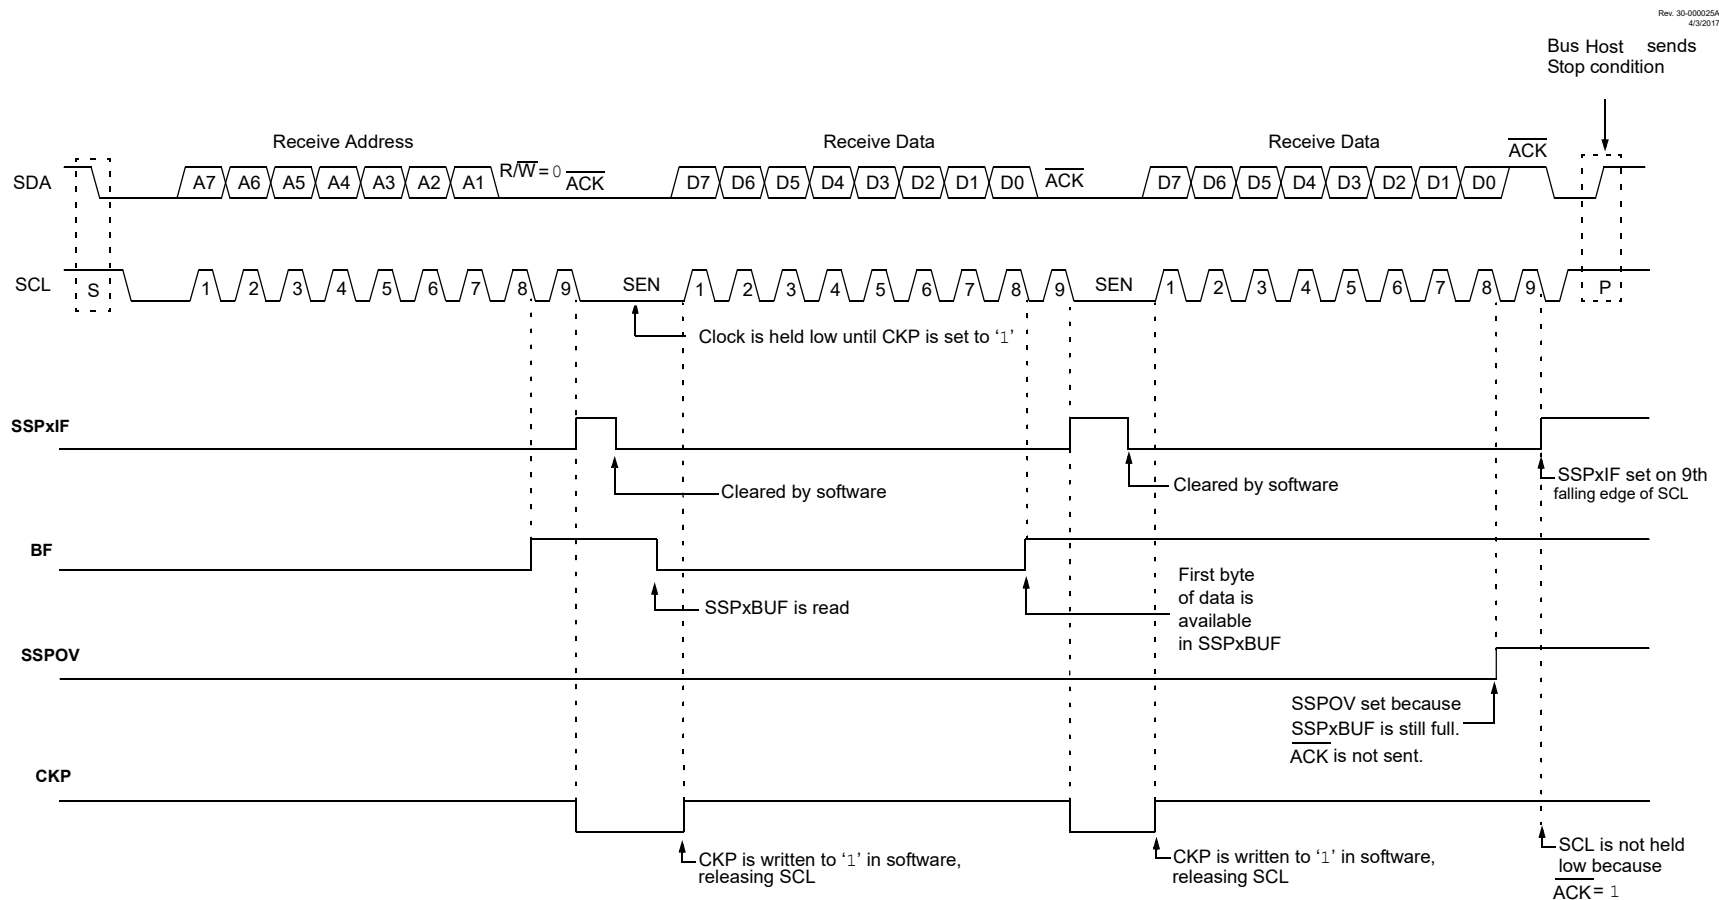 Rev. 30-000025A
4/3/2017
Bus Host sends
Stop condition
Receive Address
Receive Data
Receive Data
ACK
SDA
A7 A6 A5 A4 A3 A2 A1 R/W = 0 ACK D7 D6 D5 D4 D3 D2 D1 D0 ACK D7 D6 D5 D4 D3 D2 D1 D0
SCL
S 1 2 3 4 5 6 7 8 9 SEN 1 2 3 4 5 6 7 8 9 SEN 1 2 3 4 5 6 7 8 9 P
Clock is held low until CKP is set to ‘1’
SSPxIF
Cleared by software
Cleared by software
SSPxIF set on 9th
falling edge of SCL
BF
SSPxBUF is read
First byte
of data is
available
in SSPxBUF
SSPOV
SSPOV set because
SSPxBUF is still full.
ACK is not sent.
CKP
CKP is written to ‘1’ in software,
releasing SCL
CKP is written to ‘1’ in software,
releasing SCL
SCL is not held
low because
ACK = 1